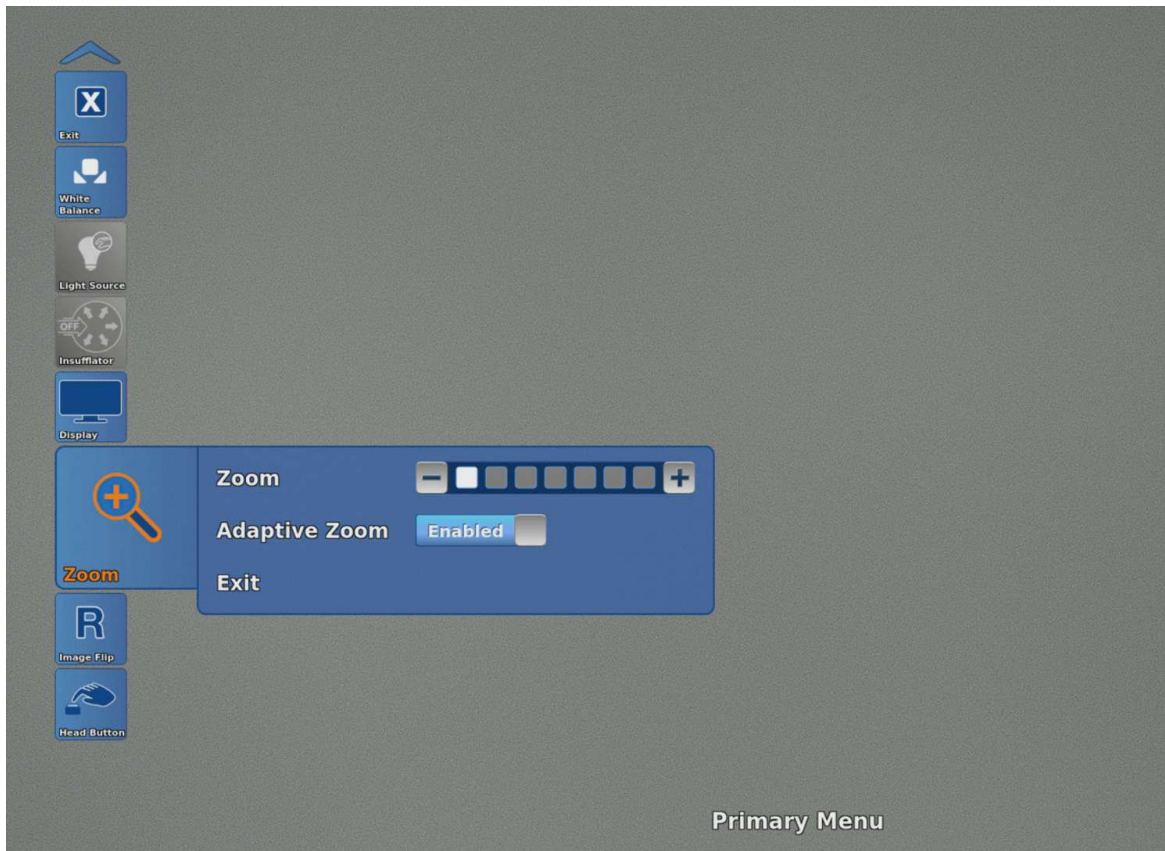 X
Exit
White
Balance
Light Source
OFF
Insufflator
Display
Zoom
Zoom
Adaptive Zoom Enabled
Exit
R
Image Flip
Head Button
Primary Menu